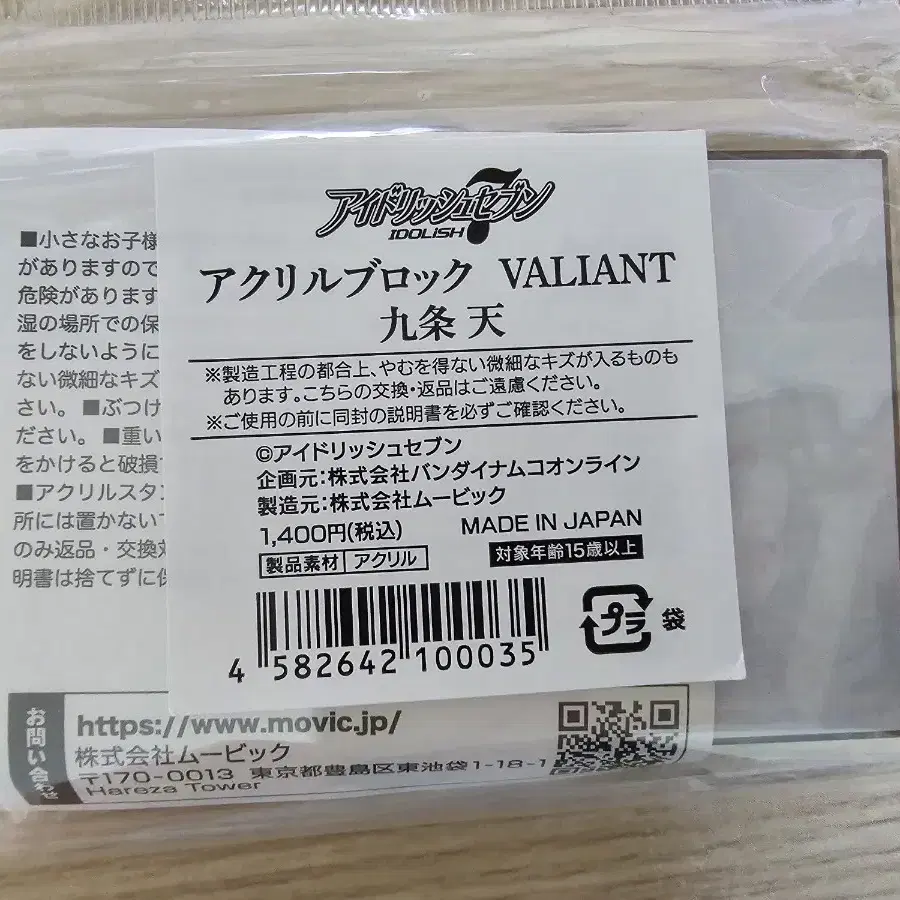 アイドリッシュセブン
IDOLiSH7
アクリルブロック VALIANT
九条 天
※製造工程の都合上、やむを得ない微細なキズが入るものも
あります。こちらの交換・返品はご遠慮ください。
※ご使用の前に同封の説明書を必ずご確認ください。
©アイドリッシュセブン
企画元:株式会社バンダイナムコオンライン
製造元:株式会社ムービック
1,400円(税込) MADE IN JAPAN
製品素材 アクリル 対象年齢15歳以上
4 582642 100035
プラ 袋
■小さなお子様
がありますので
危険があります
湿の場所での保
をしないように
ない微細なキズ
さい。■ぶつけ
ださい。■重い
をかけると破損
■アクリルスタン
所には置かない
のみ返品・交換対
明書は捨てずに保
お問い合わせ
https://www.movic.jp/
株式会社ムービック
〒170-0013 東京都豊島区東池袋1-18-1
Hareza Tower